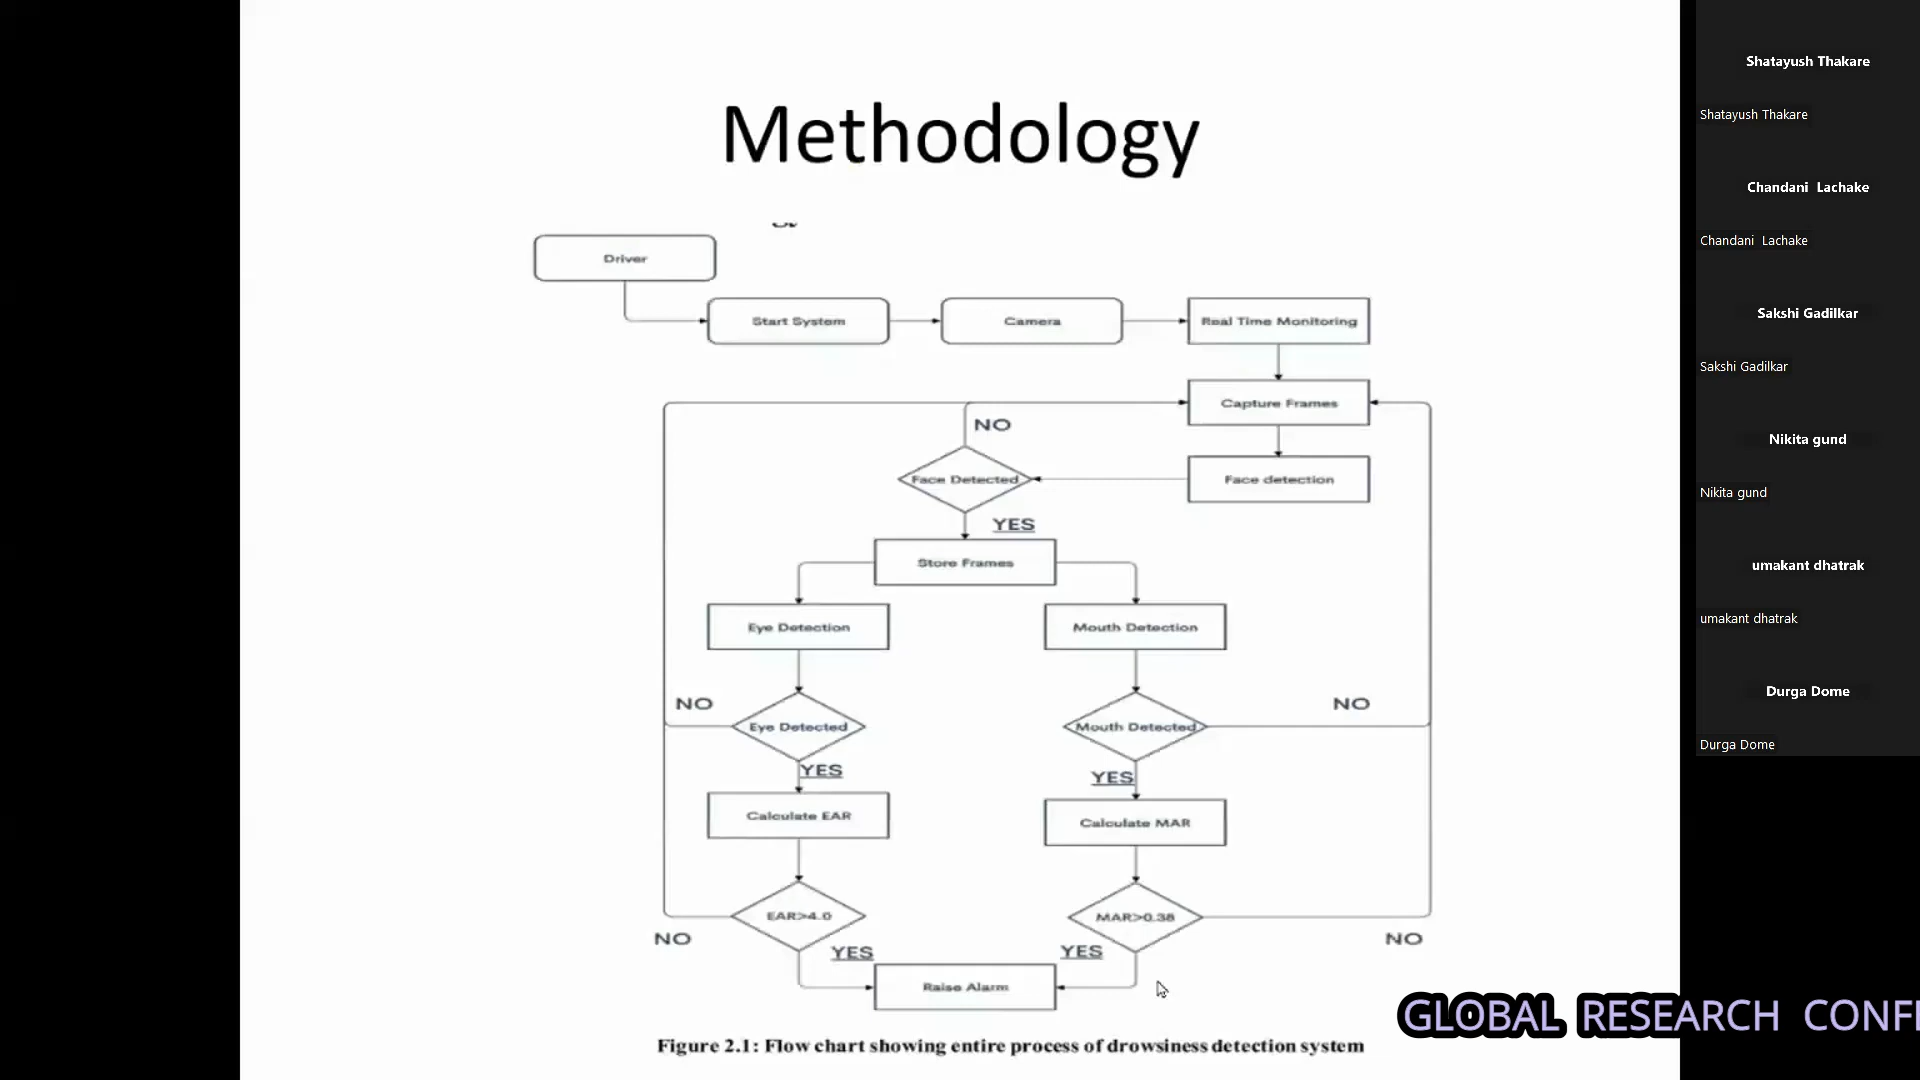 Methodology
Driver
Start System
Camera
Real Time Monitoring
Capture Frames
NO
Face Detected
Face detection
YES
Store Frames
Eye Detection
Mouth Detection
NO
NO
Eye Detected
Mouth Detected
YES
YES
Calculate EAR
Calculate MAR
EAR>4.0
MAR>0.38
NO
NO
YES
YES
Raise Alarm
Figure 2.1: Flow chart showing entire process of drowsiness detection system
Shatayush Thakare
Shatayush Thakare
Chandani Lachake
Chandani Lachake
Sakshi Gadilkar
Sakshi Gadilkar
Nikita gund
Nikita gund
umakant dhatrak
umakant dhatrak
Durga Dome
Durga Dome
GLOBAL RESEARCH CONF